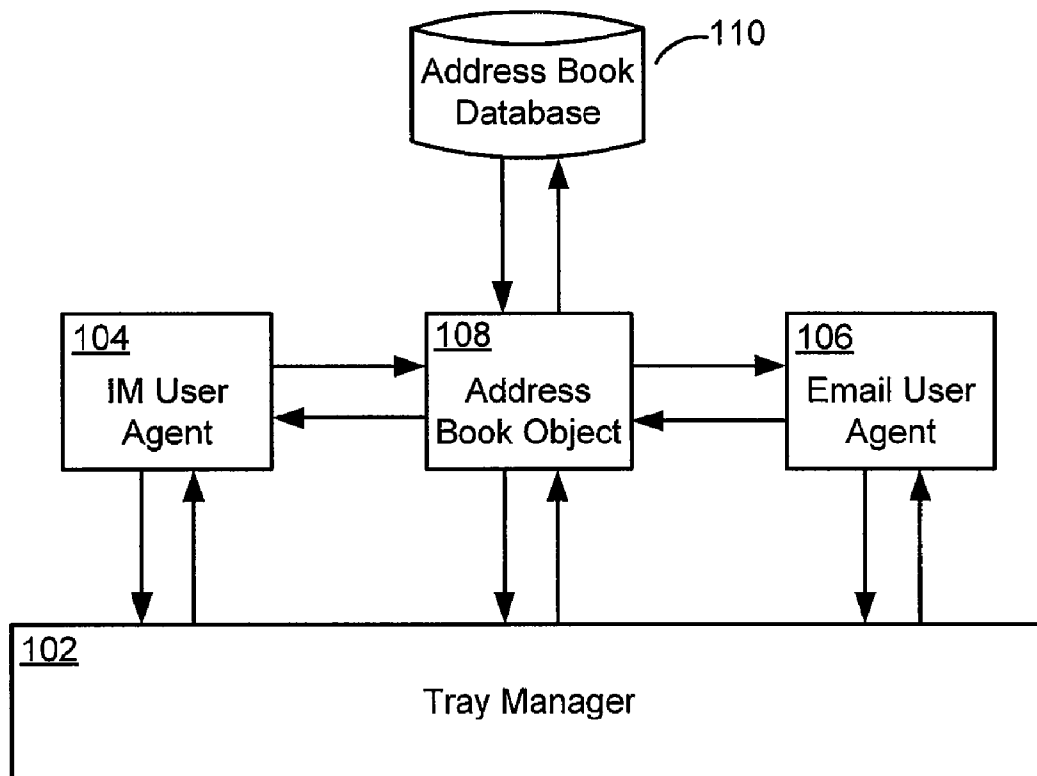 110
Address Book
Database
104
IM User
Agent
108
Address
Book Object
106
Email User
Agent
102
Tray Manager